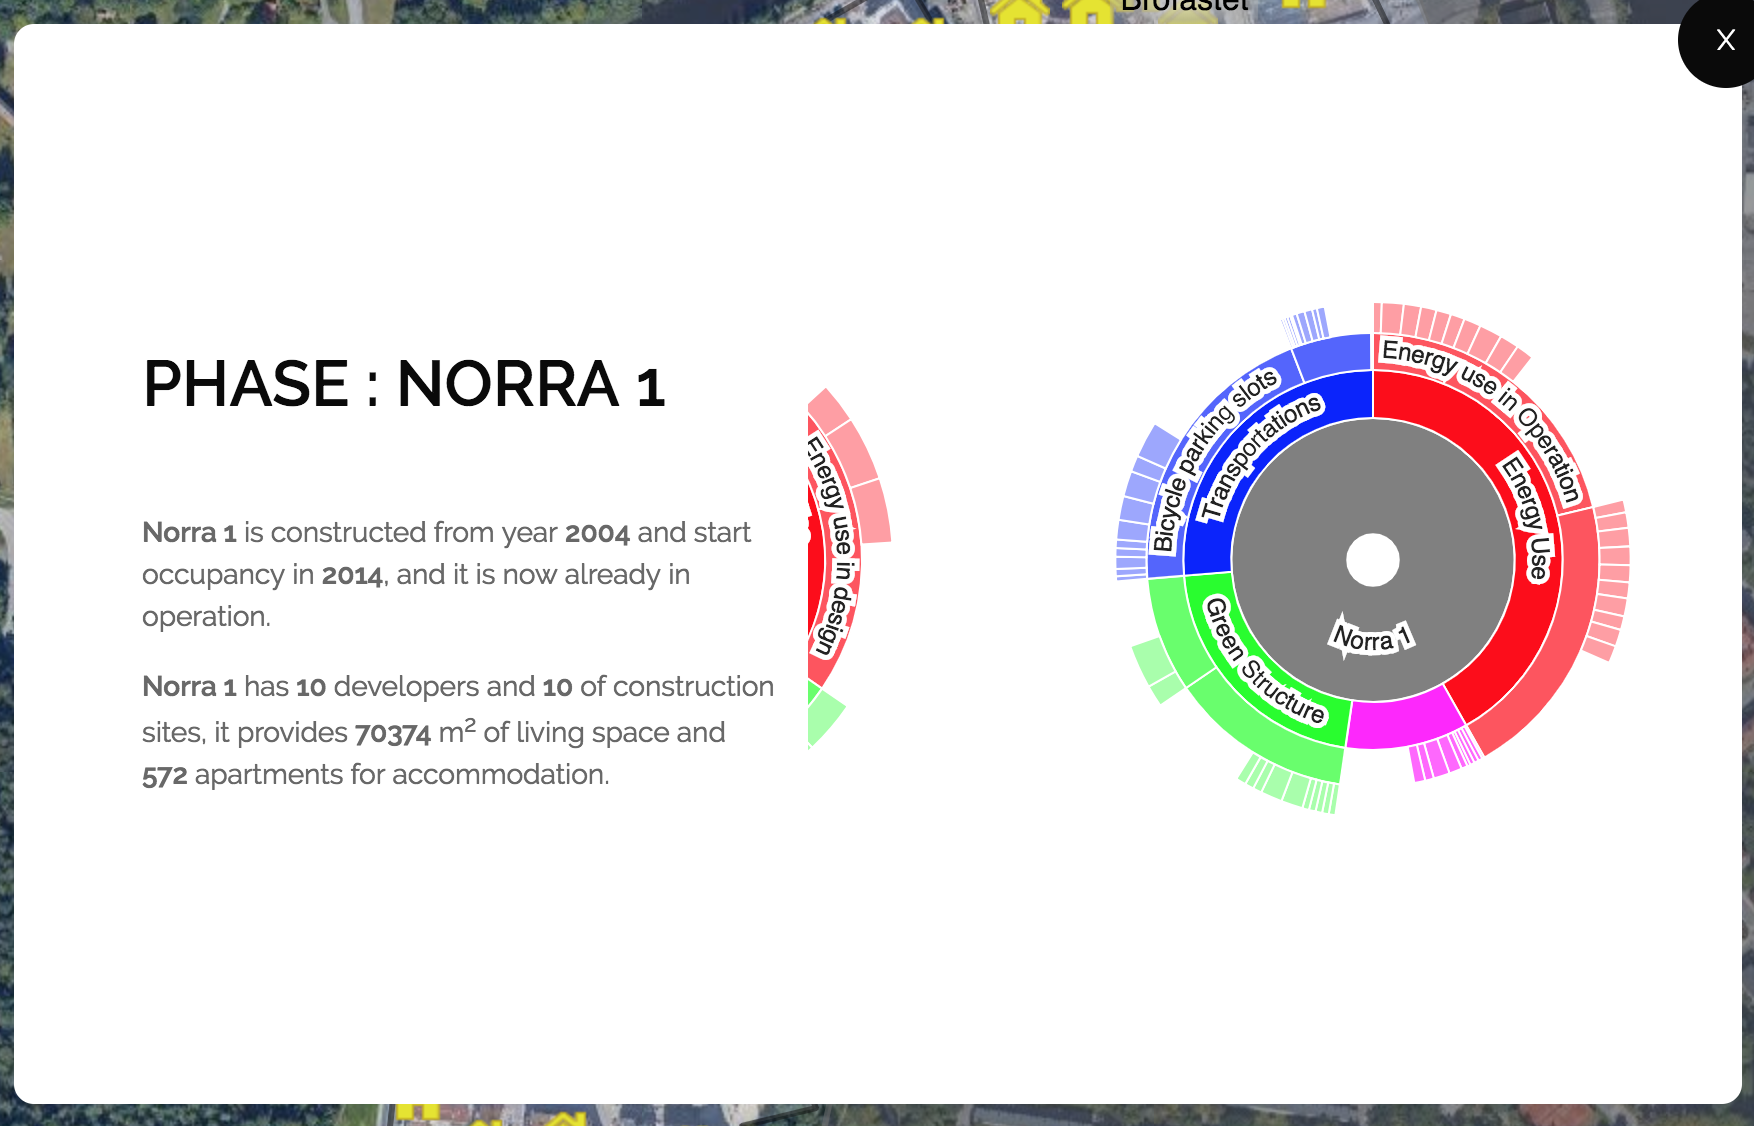 Brofästet
X
PHASE : NORRA 1
Norra 1 is constructed from year 2004 and start
occupancy in 2014, and it is now already in
operation.
Norra 1 has 10 developers and 10 of construction
sites, it provides 70374 m² of living space and
572 apartments for accommodation.
Energy use in design
Energy use in Operation
Energy Use
Bicycle parking slots
Transportations
Green Structure
Norra 1